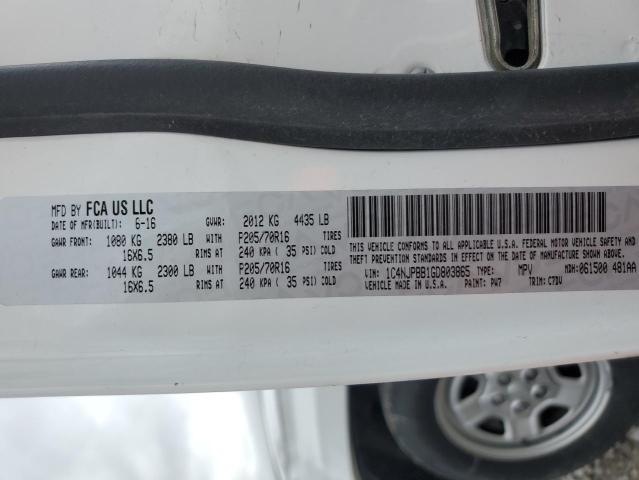 MFD BY FCA US LLC
DATE OF MFR(BUILT): 6-16 GVWR: 2012 KG 4435 LB
GAWR FRONT: 1080 KG 2380 LB WITH P205/70R16 TIRES
16X6.5 RIMS AT 240 KPA ( 35 PSI) COLD
GAWR REAR: 1044 KG 2300 LB WITH P205/70R16 TIRES
16X6.5 RIMS AT 240 KPA ( 35 PSI) COLD
THIS VEHICLE CONFORMS TO ALL APPLICABLE U.S.A. FEDERAL MOTOR VEHICLE SAFETY AND
THEFT PREVENTION STANDARDS IN EFFECT ON THE DATE OF MANUFACTURE SHOWN ABOVE.
VIN: 1C4NJPBB1GD803865 TYPE: MPV MDH: 061500 481AA
VEHICLE MADE IN U.S.A. PAINT: PW7 TRIM: C7DV